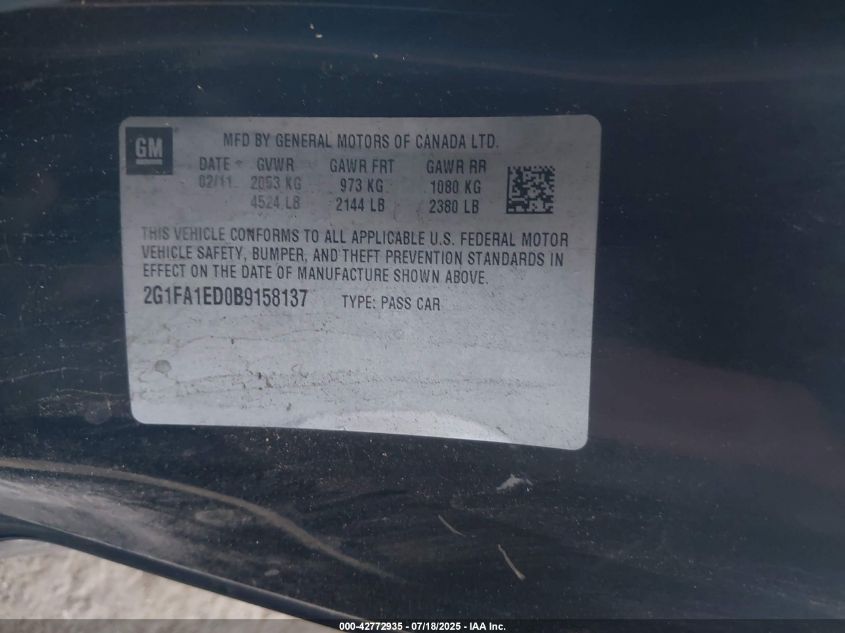 GM
MFD BY GENERAL MOTORS OF CANADA LTD.
DATE GVWR GAWR FRT GAWR RR
02/11 2053 KG 973 KG 1080 KG
4524 LB 2144 LB 2380 LB
THIS VEHICLE CONFORMS TO ALL APPLICABLE U.S. FEDERAL MOTOR
VEHICLE SAFETY, BUMPER, AND THEFT PREVENTION STANDARDS IN
EFFECT ON THE DATE OF MANUFACTURE SHOWN ABOVE.
2G1FA1ED0B9158137 TYPE: PASS CAR
000-42772935 - 07/18/2025 - IAA Inc.